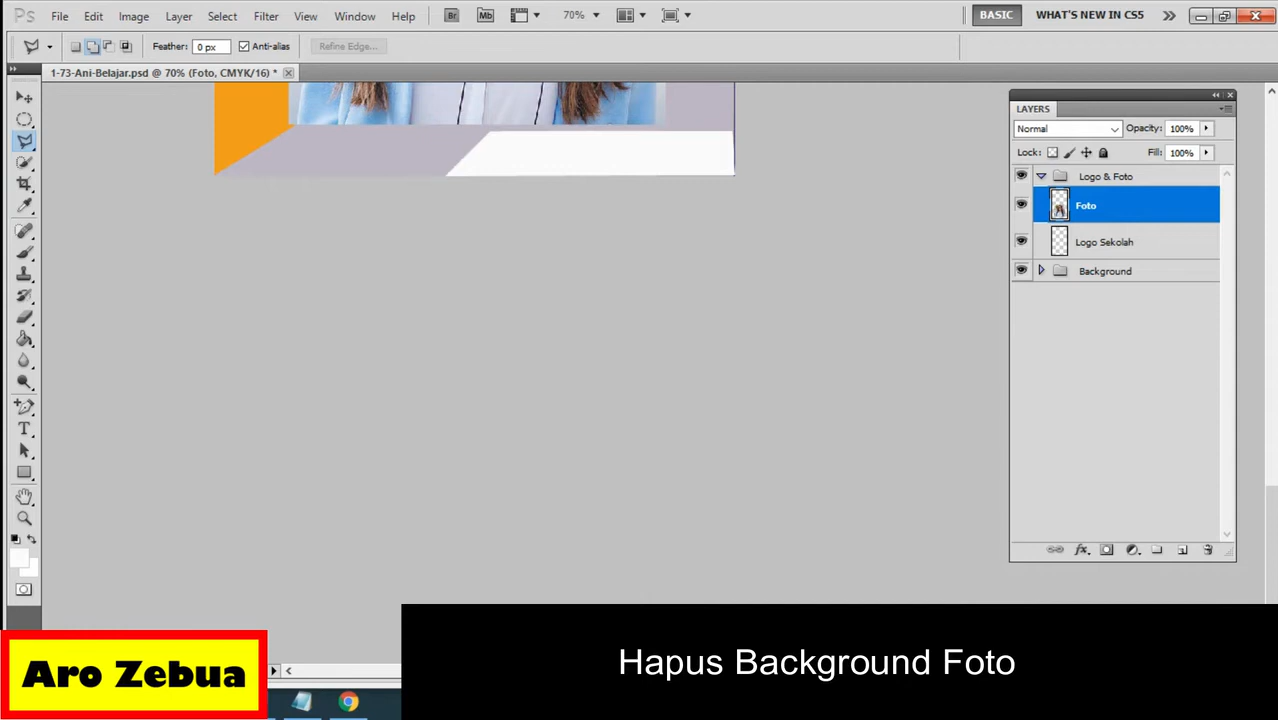 Ps File Edit Image Layer Select Filter View Window Help Br Mb 70% BASIC WHAT'S NEW IN CS5
Feather: 0 px Anti-alias Refine Edge...
1-73-Ani-Belajar.psd @ 70% (Foto, CMYK/16) *
LAYERS
Normal Opacity: 100%
Lock: Fill: 100%
Logo & Foto
Foto
Logo Sekolah
Background
Aro Zebua
Hapus Background Foto